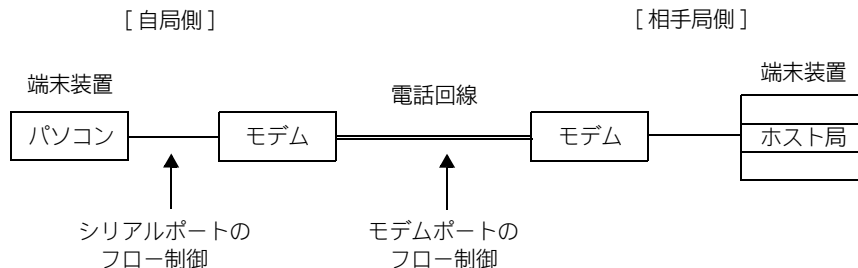 [ 自局側 ]
[ 相手局側 ]
端末装置
電話回線
端末装置
パソコン
モデム
モデム
ホスト局
シリアルポートの
フロー制御
モデムポートの
フロー制御